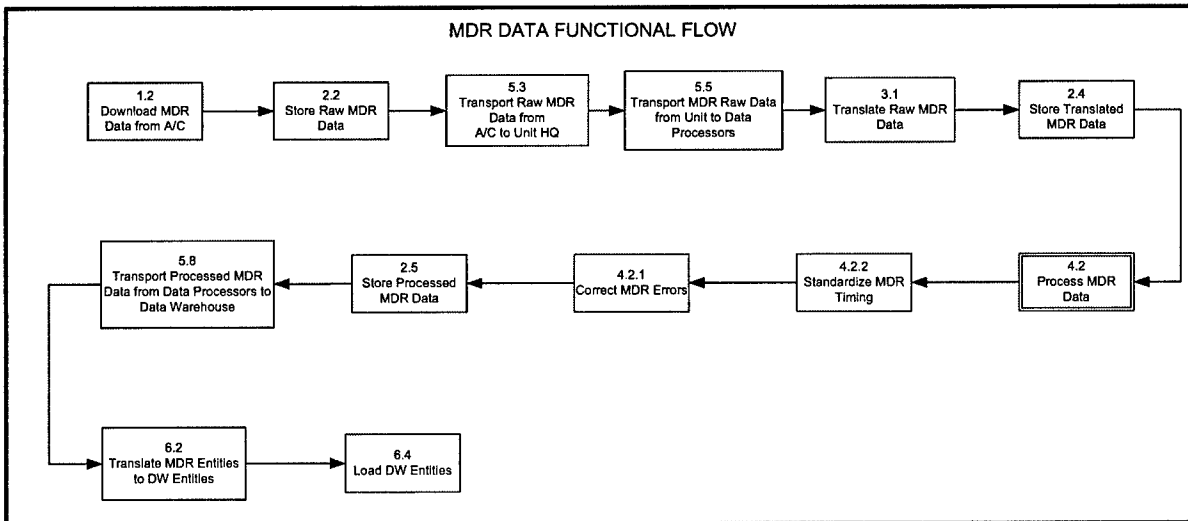 MDR DATA FUNCTIONAL FLOW
1.2
Download MDR
Data from A/C
2.2
Store Raw MDR
Data
5.3
Transport Raw MDR
Data from
A/C to Unit HQ
5.5
Transport MDR Raw Data
from Unit to Data
Processors
3.1
Translate Raw MDR
Data
2.4
Store Translated
MDR Data
5.8
Transport Processed MDR
Data from Data Processors to
Data Warehouse
2.5
Store Processed
MDR Data
4.2.1
Correct MDR Errors
4.2.2
Standardize MDR
Timing
4.2
Process MDR
Data
6.2
Translate MDR Entities
to DW Entities
6.4
Load DW Entities